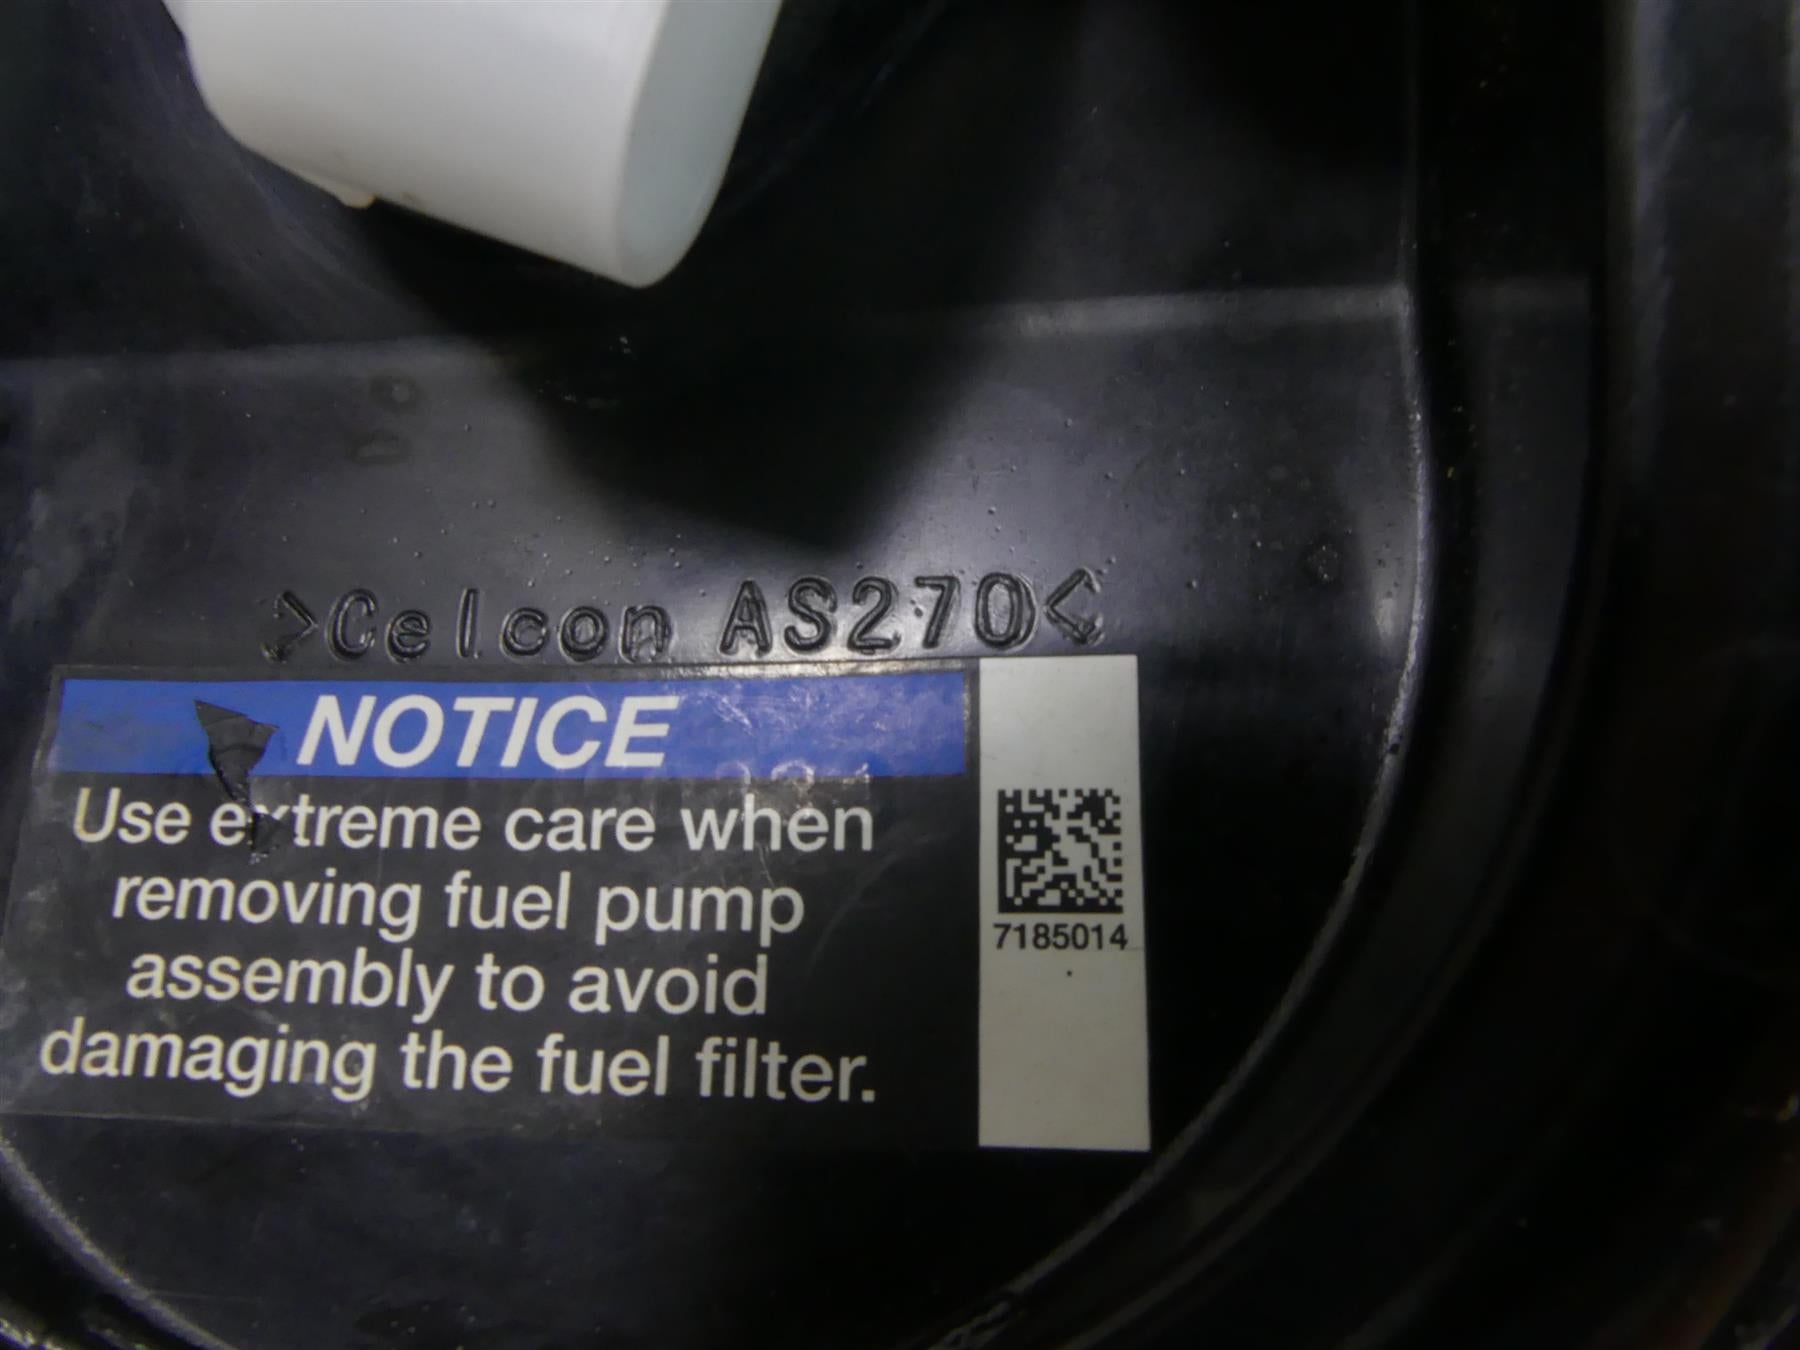 >Celcon AS270<
NOTICE
Use extreme care when
removing fuel pump
assembly to avoid
damaging the fuel filter.
7185014